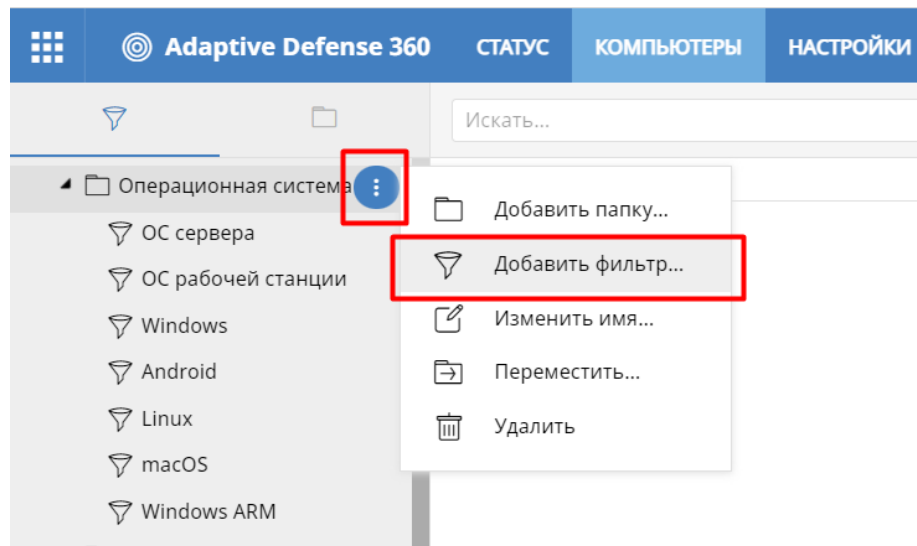 Adaptive Defense 360 СТАТУС КОМПЬЮТЕРЫ НАСТРОЙКИ
Искать...
Операционная система
ОС сервера
ОС рабочей станции
Windows
Android
Linux
macOS
Windows ARM
Добавить папку...
Добавить фильтр...
Изменить имя...
Переместить...
Удалить